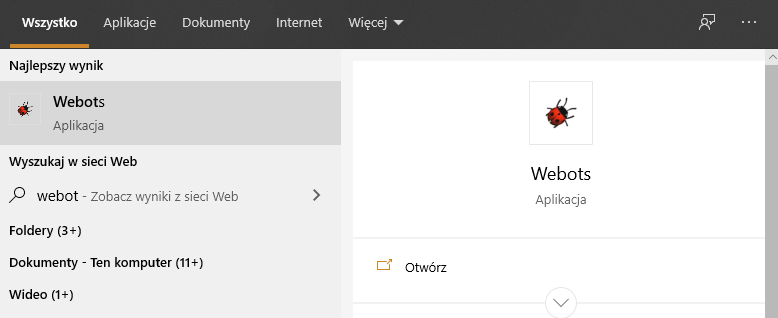 Wszystko Aplikacje Dokumenty Internet Więcej
Najlepszy wynik
Webots
Aplikacja
Wyszukaj w sieci Web
webot - Zobacz wyniki z sieci Web
Foldery (3+)
Dokumenty - Ten komputer (11+)
Wideo (1+)
Webots
Aplikacja
Otwórz